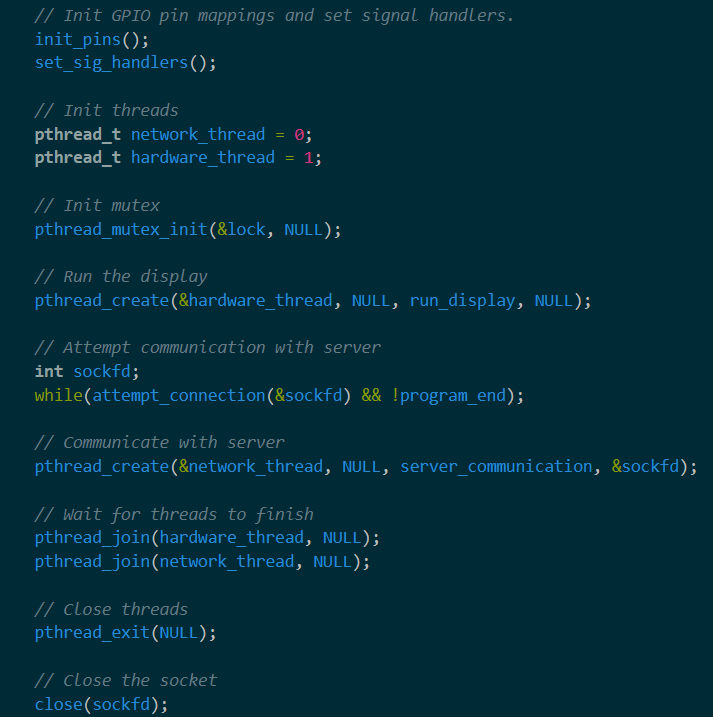 // Init GPIO pin mappings and set signal handlers.
init_pins();
set_sig_handlers();
// Init threads
pthread_t network_thread = 0;
pthread_t hardware_thread = 1;
// Init mutex
pthread_mutex_init(&lock, NULL);
// Run the display
pthread_create(&hardware_thread, NULL, run_display, NULL);
// Attempt communication with server
int sockfd;
while(attempt_connection(&sockfd) && !program_end);
// Communicate with server
pthread_create(&network_thread, NULL, server_communication, &sockfd);
// Wait for threads to finish
pthread_join(hardware_thread, NULL);
pthread_join(network_thread, NULL);
// Close threads
pthread_exit(NULL);
// Close the socket
close(sockfd);